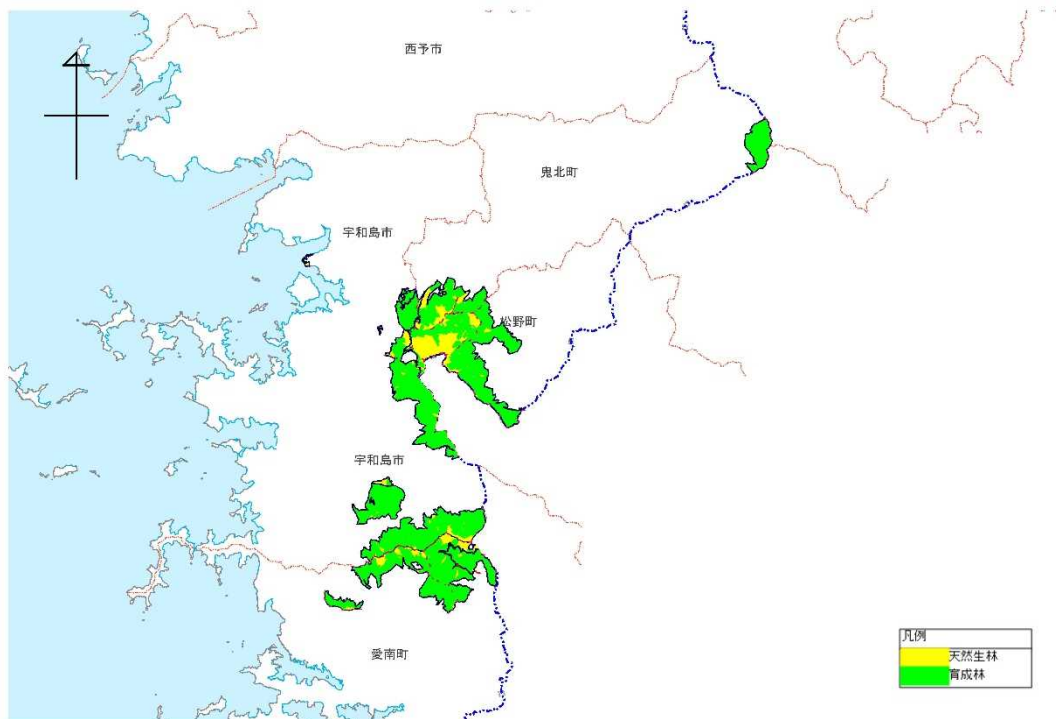 西予市
鬼北町
宇和島市
松野町
宇和島市
愛南町
凡例
天然生林
育成林